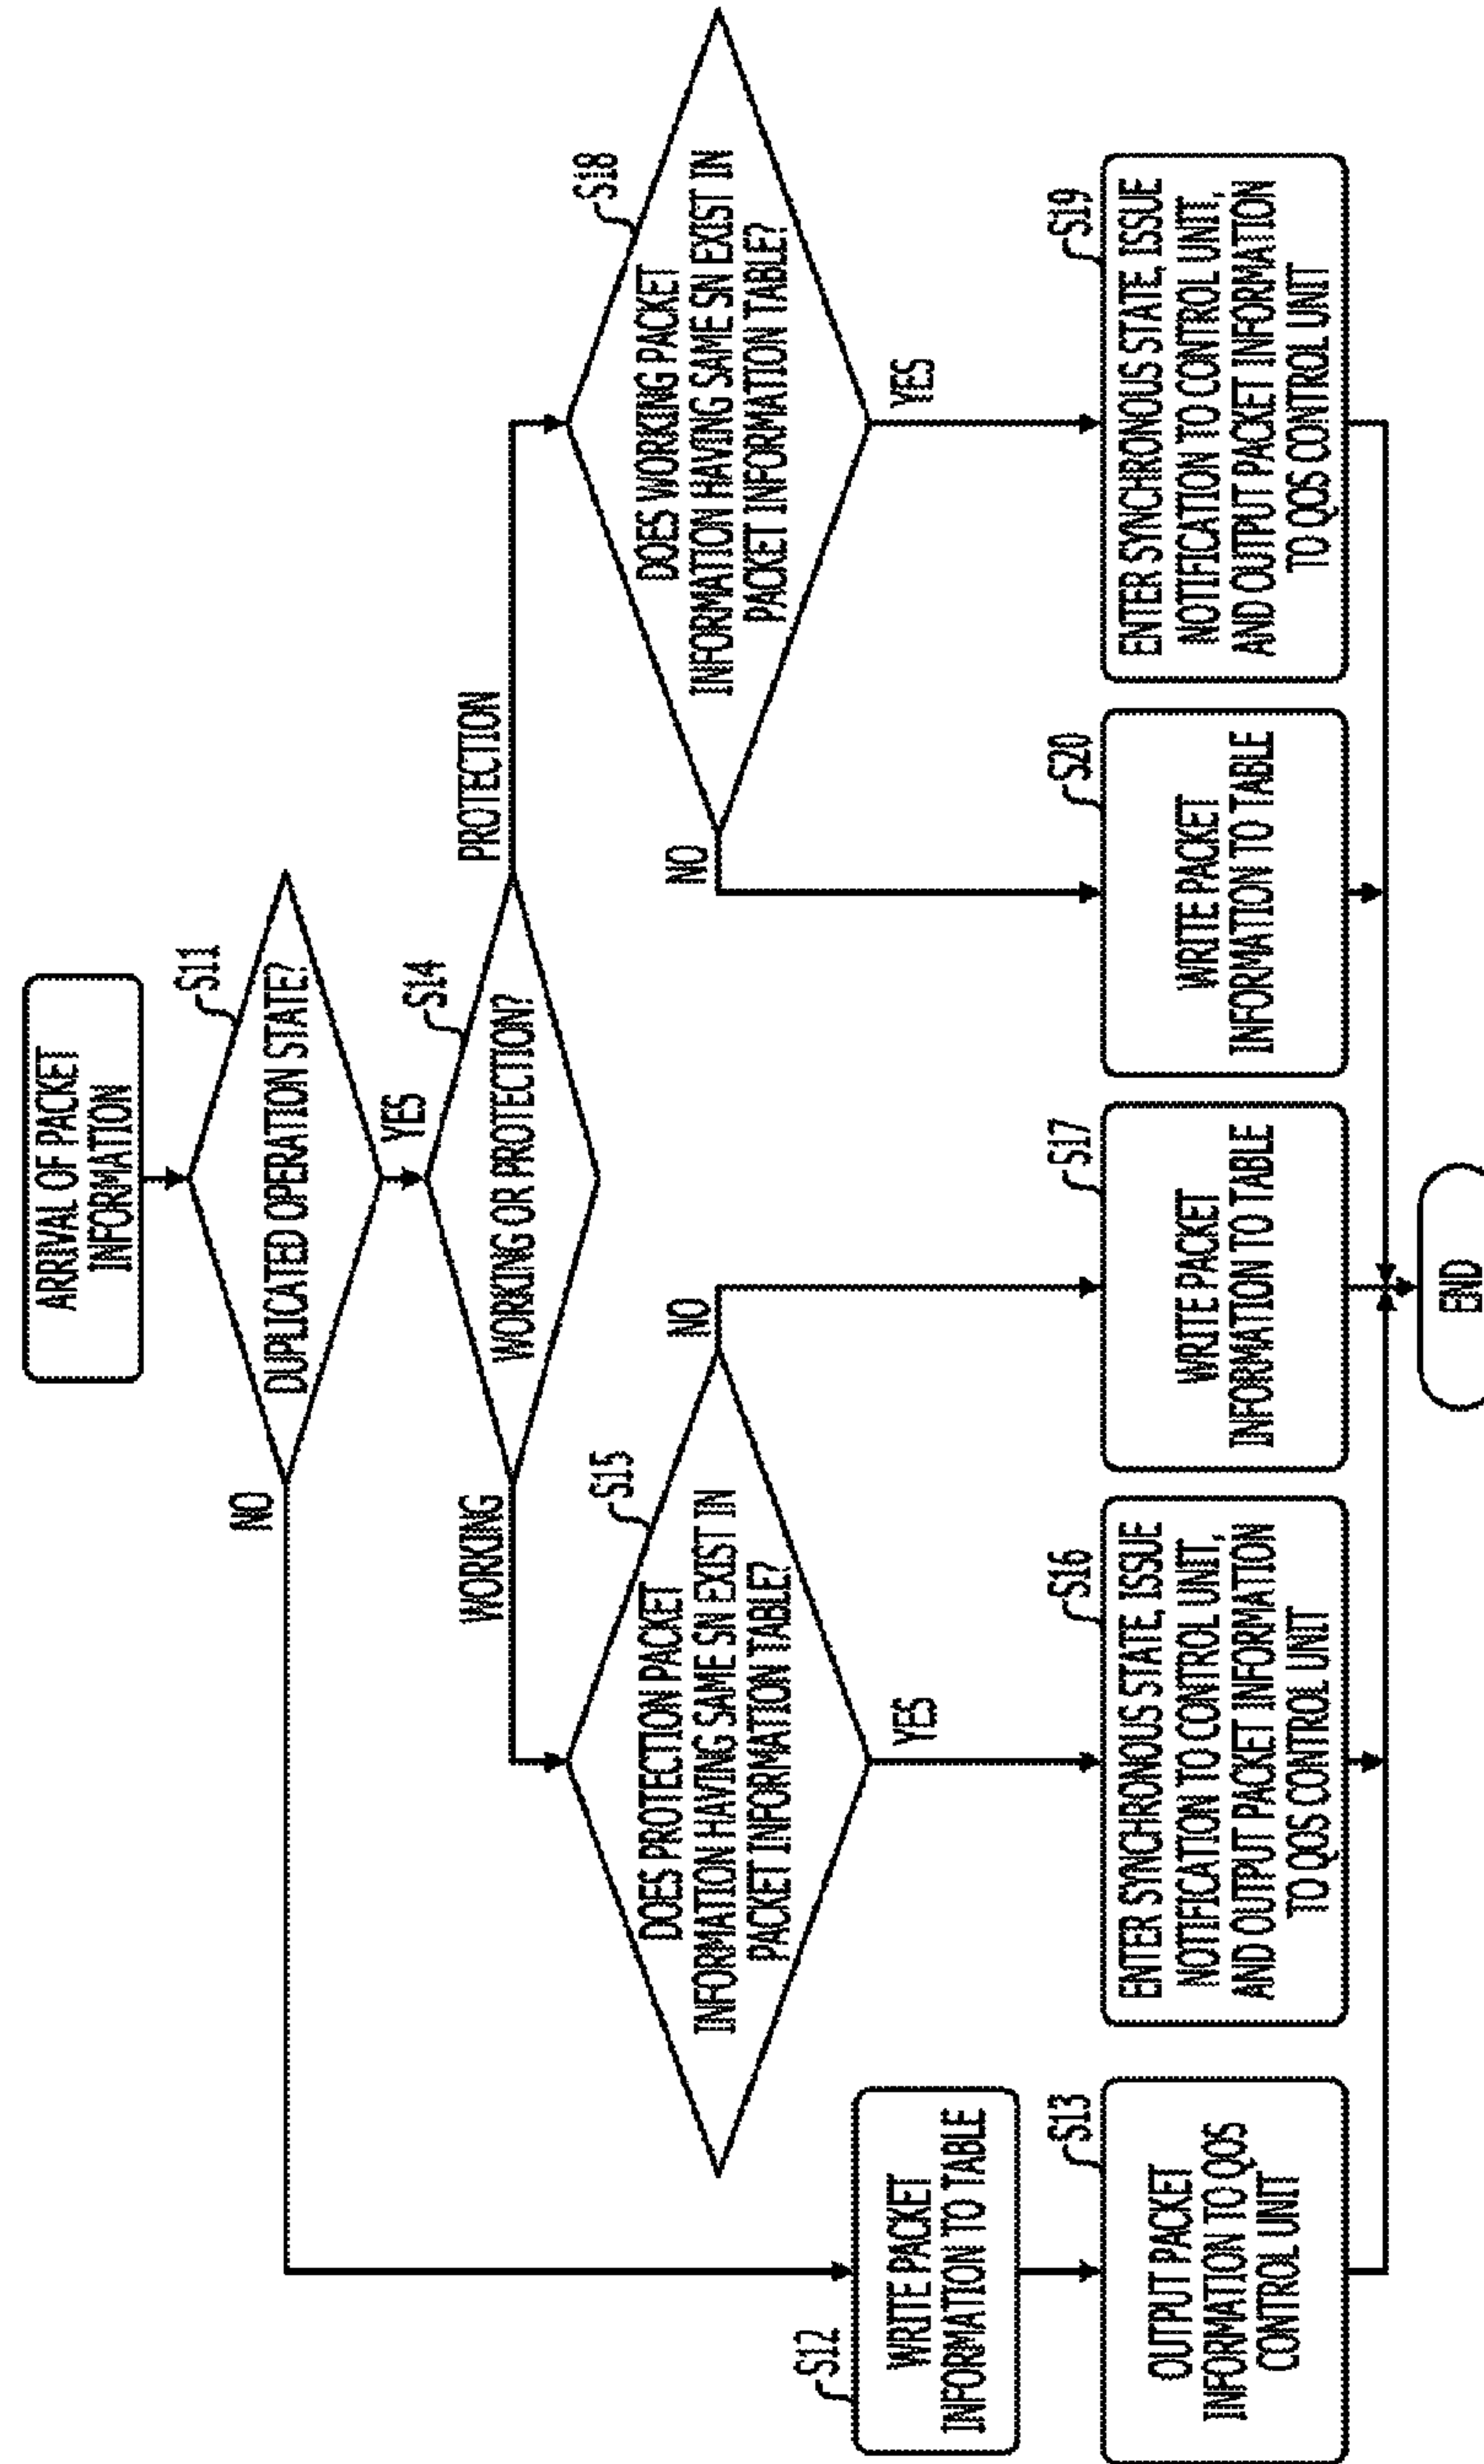 ARRIVAL OF PACKET
INFORMATION
S11
DUPLICATED OPERATION STATE?
NO
YES
S14
WORKING OR PROTECTION?
WORKING
PROTECTION
S15
DOES PROTECTION PACKET
INFORMATION HAVING SAME SN EXIST IN
PACKET INFORMATION TABLE?
NO
YES
S18
DOES WORKING PACKET
INFORMATION HAVING SAME SN EXIST IN
PACKET INFORMATION TABLE?
NO
YES
S12
WRITE PACKET
INFORMATION TO TABLE
S13
OUTPUT PACKET
INFORMATION TO QOS
CONTROL UNIT
S16
ENTER SYNCHRONOUS STATE, ISSUE
NOTIFICATION TO CONTROL UNIT,
AND OUTPUT PACKET INFORMATION
TO QOS CONTROL UNIT
S17
WRITE PACKET
INFORMATION TO TABLE
S20
WRITE PACKET
INFORMATION TO TABLE
S19
ENTER SYNCHRONOUS STATE, ISSUE
NOTIFICATION TO CONTROL UNIT,
AND OUTPUT PACKET INFORMATION
TO QOS CONTROL UNIT
END